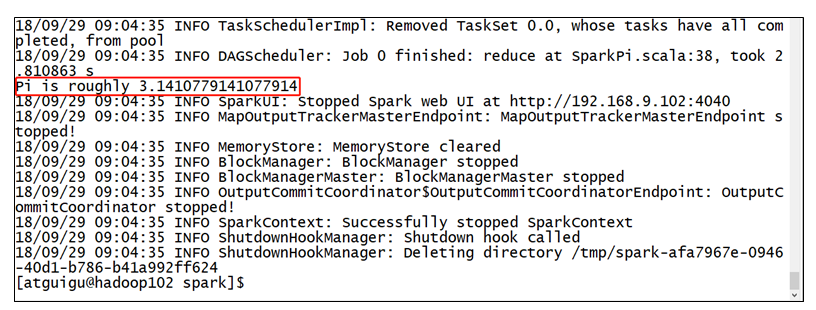 18/09/29 09:04:35 INFO TaskSchedulerImpl: Removed TaskSet 0.0, whose tasks have all com
pleted, from pool
18/09/29 09:04:35 INFO DAGScheduler: Job 0 finished: reduce at SparkPi.scala:38, took 2
.810863 s
Pi is roughly 3.1410779141077914
18/09/29 09:04:35 INFO SparkUI: Stopped Spark web UI at http://192.168.9.102:4040
18/09/29 09:04:35 INFO MapOutputTrackerMasterEndpoint: MapOutputTrackerMasterEndpoint s
topped!
18/09/29 09:04:35 INFO MemoryStore: MemoryStore cleared
18/09/29 09:04:35 INFO BlockManager: BlockManager stopped
18/09/29 09:04:35 INFO BlockManagerMaster: BlockManagerMaster stopped
18/09/29 09:04:35 INFO OutputCommitCoordinator$OutputCommitCoordinatorEndpoint: OutputC
ommitCoordinator stopped!
18/09/29 09:04:35 INFO SparkContext: Successfully stopped SparkContext
18/09/29 09:04:35 INFO ShutdownHookManager: Shutdown hook called
18/09/29 09:04:35 INFO ShutdownHookManager: Deleting directory /tmp/spark-afa7967e-0946
-40d1-b786-b41a992ff624
[atguigu@hadoop102 spark]$